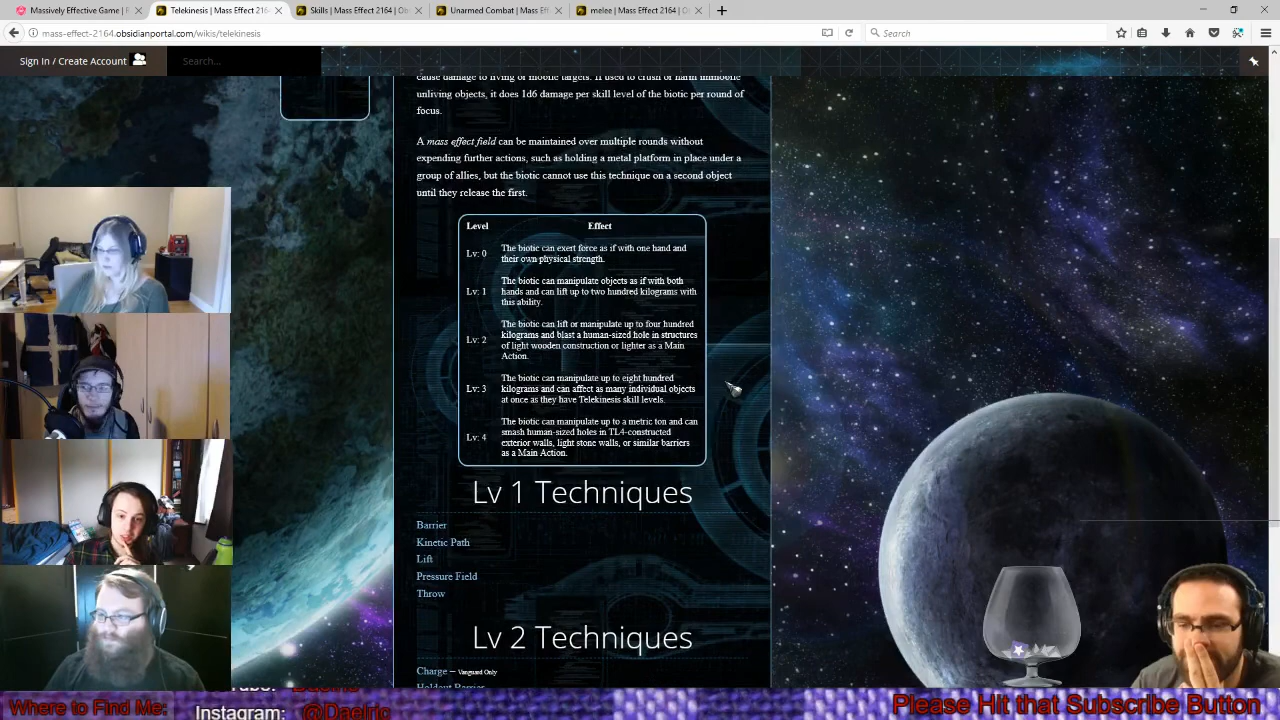 Massively Effective Game |
Telekinesis | Mass Effect 2164
Skills | Mass Effect 2164 | Obs
Unarmed Combat | Mass Eff
melee | Mass Effect 2164 | O
mass-effect-2164.obsidianportal.com/wikis/telekinesis
Search
Sign In / Create Account
Search...
cause damage to living or mobile targets. If used to crush or harm immobile
unliving objects, it does 1d6 damage per skill level of the biotic per round of
focus.
A mass effect field can be maintained over multiple rounds without
expending further actions, such as holding a metal platform in place under a
group of allies, but the biotic cannot use this technique on a second object
until they release the first.
Level Effect
Lv: 0 The biotic can exert force as if with one hand and
their own physical strength.
Lv: 1 The biotic can manipulate objects as if with both
hands and can lift up to two hundred kilograms with
this ability.
Lv: 2 The biotic can lift or manipulate up to four hundred
kilograms and blast a human-sized hole in structures
of light wooden construction or lighter as a Main
Action.
Lv: 3 The biotic can manipulate up to eight hundred
kilograms and can affect as many individual objects
at once as they have Telekinesis skill levels.
Lv: 4 The biotic can manipulate up to a metric ton and can
smash human-sized holes in TL4-constructed
exterior walls, light stone walls, or similar barriers
as a Main Action.
Lv 1 Techniques
Barrier
Kinetic Path
Lift
Pressure Field
Throw
Lv 2 Techniques
Charge – Vanguard Only
Holdout Barrier
Where to Find Me:
Instagram: @Daelric
Please Hit that Subscribe Button